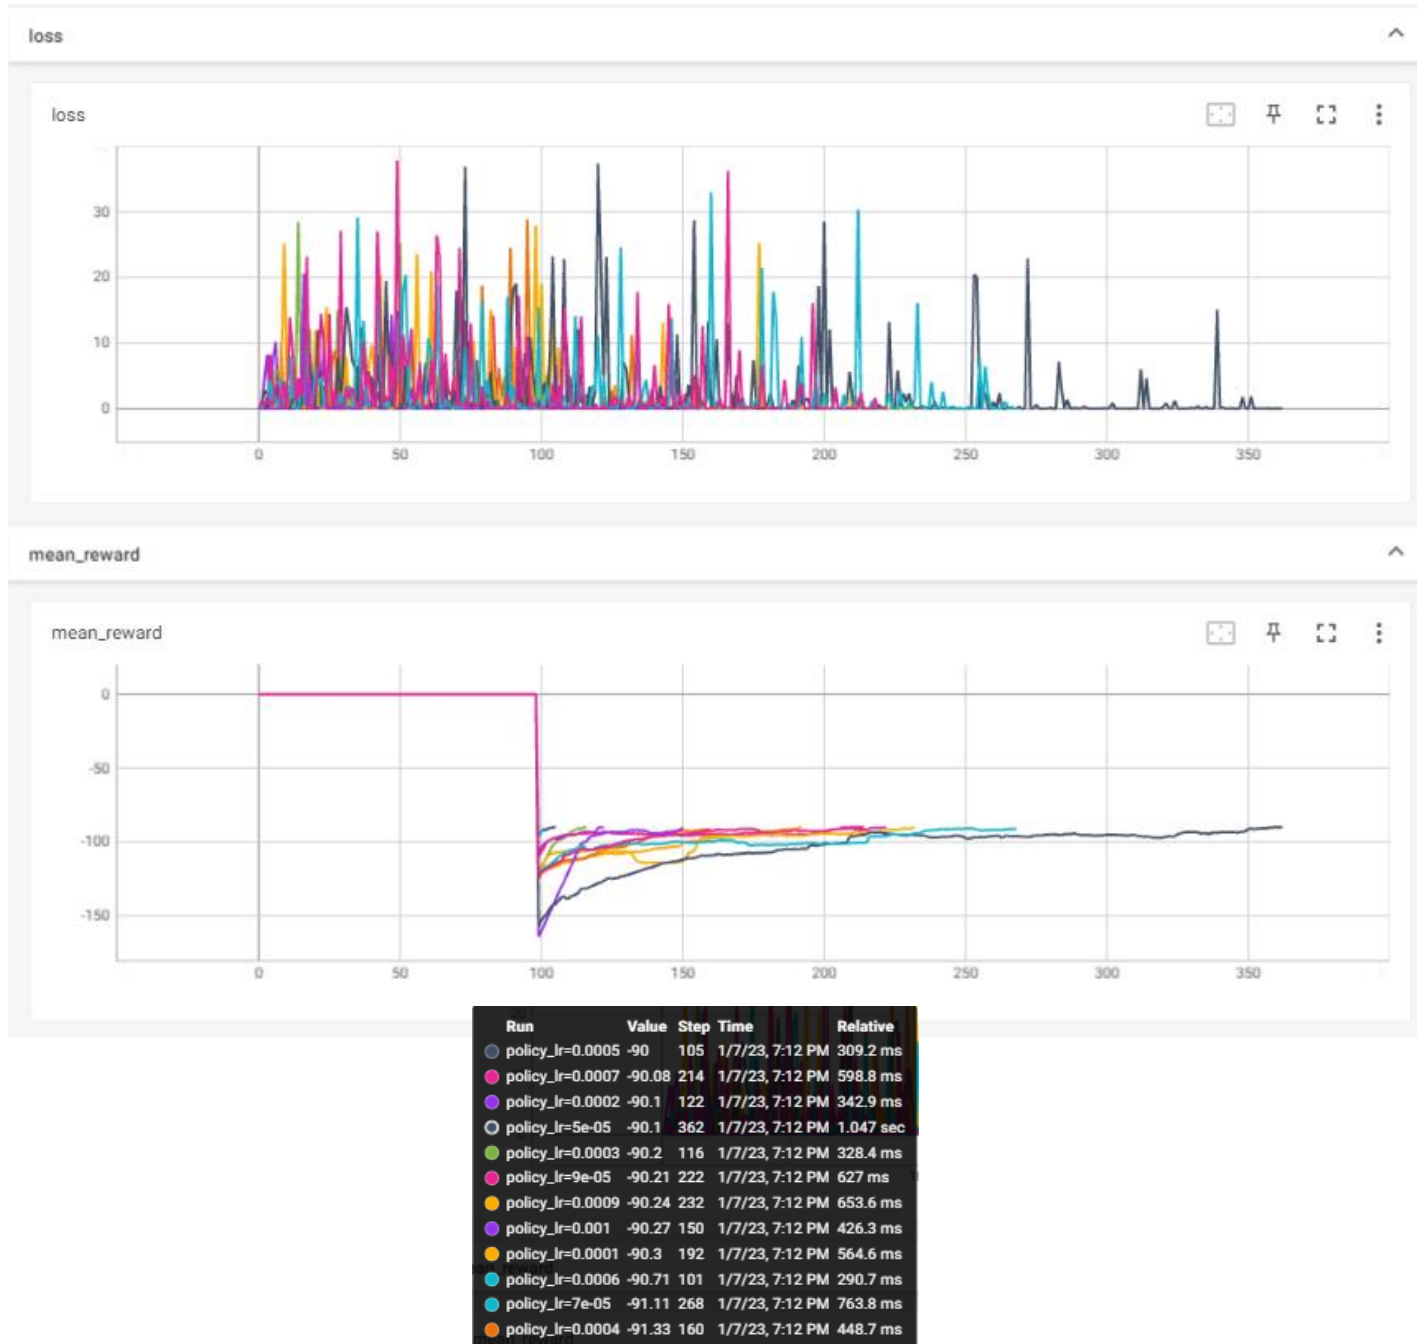 loss
loss
30
20
10
0
0 50 100 150 200 250 300 350
mean_reward
mean_reward
0
-50
-100
-150
0 50 100 150 200 250 300 350
Run Value Step Time Relative
policy_lr=0.0005 -90 105 1/7/23, 7:12 PM 309.2 ms
policy_lr=0.0007 -90.08 214 1/7/23, 7:12 PM 598.8 ms
policy_lr=0.0002 -90.1 122 1/7/23, 7:12 PM 342.9 ms
policy_lr=5e-05 -90.1 362 1/7/23, 7:12 PM 1.047 sec
policy_lr=0.0003 -90.2 116 1/7/23, 7:12 PM 328.4 ms
policy_lr=9e-05 -90.21 222 1/7/23, 7:12 PM 627 ms
policy_lr=0.0009 -90.24 232 1/7/23, 7:12 PM 653.6 ms
policy_lr=0.001 -90.27 150 1/7/23, 7:12 PM 426.3 ms
policy_lr=0.0001 -90.3 192 1/7/23, 7:12 PM 564.6 ms
policy_lr=0.0006 -90.71 101 1/7/23, 7:12 PM 290.7 ms
policy_lr=7e-05 -91.11 268 1/7/23, 7:12 PM 763.8 ms
policy_lr=0.0004 -91.33 160 1/7/23, 7:12 PM 448.7 ms